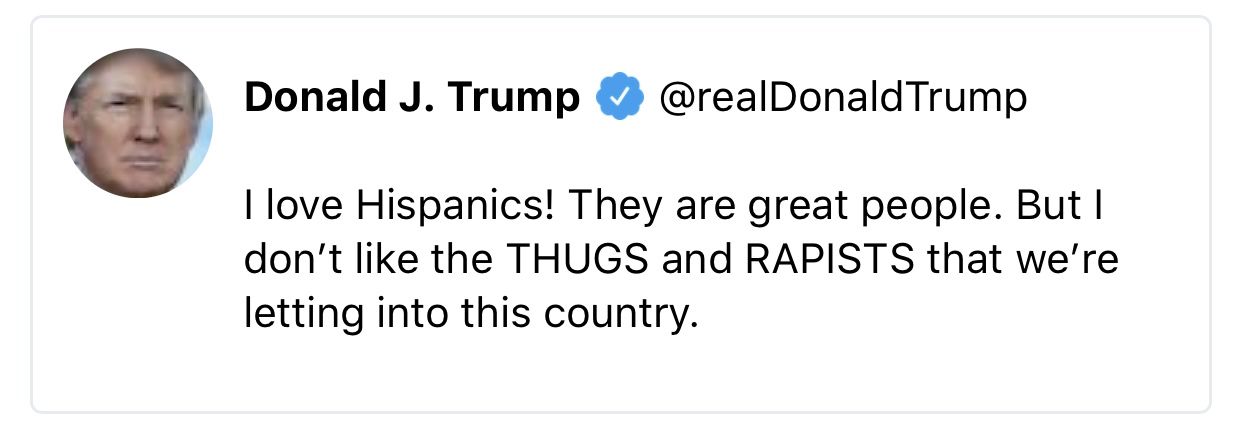 Donald J. Trump @realDonaldTrump
I love Hispanics! They are great people. But I
don’t like the THUGS and RAPISTS that we’re
letting into this country.